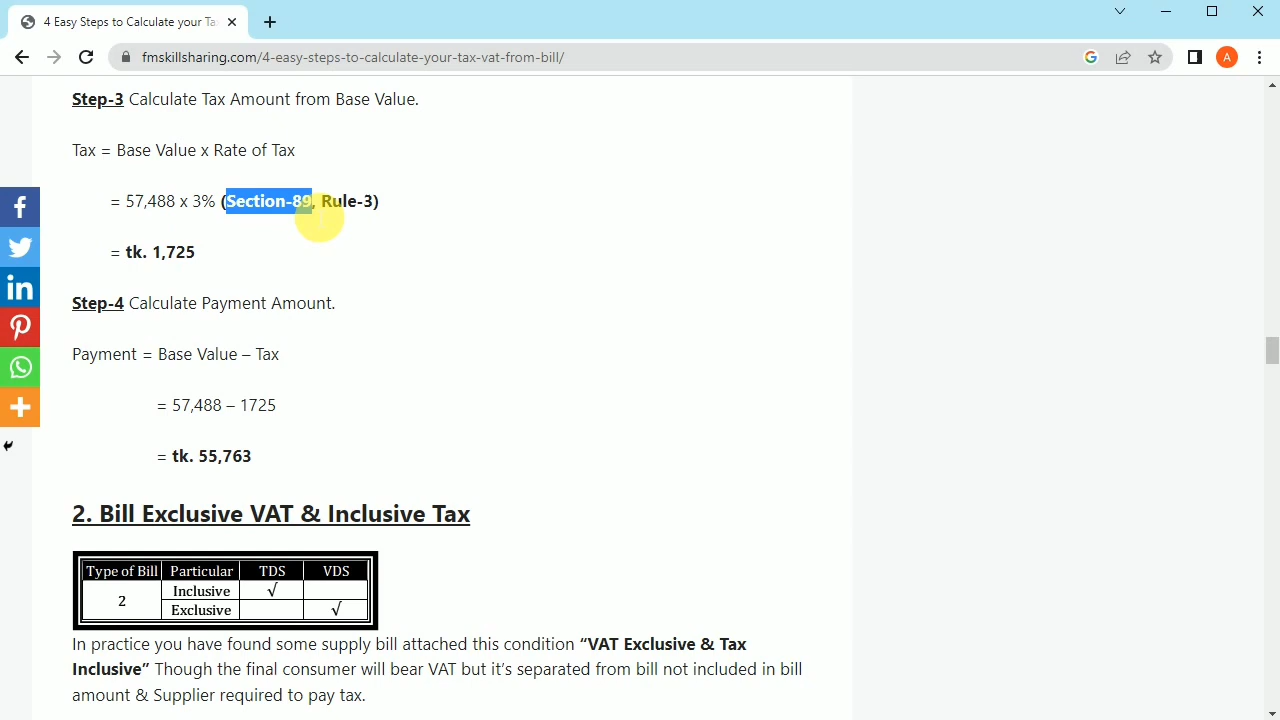 4 Easy Steps to Calculate your Ta
fmskillsharing.com/4-easy-steps-to-calculate-your-tax-vat-from-bill/
A
Step-3 Calculate Tax Amount from Base Value.
Tax = Base Value x Rate of Tax
= 57,488 x 3% (Section-89, Rule-3)
= tk. 1,725
Step-4 Calculate Payment Amount.
Payment = Base Value – Tax
= 57,488 – 1725
= tk. 55,763
2. Bill Exclusive VAT & Inclusive Tax
Type of Bill Particular TDS VDS
2 Inclusive √
Exclusive √
In practice you have found some supply bill attached this condition “VAT Exclusive & Tax
Inclusive” Though the final consumer will bear VAT but it’s separated from bill not included in bill
amount & Supplier required to pay tax.